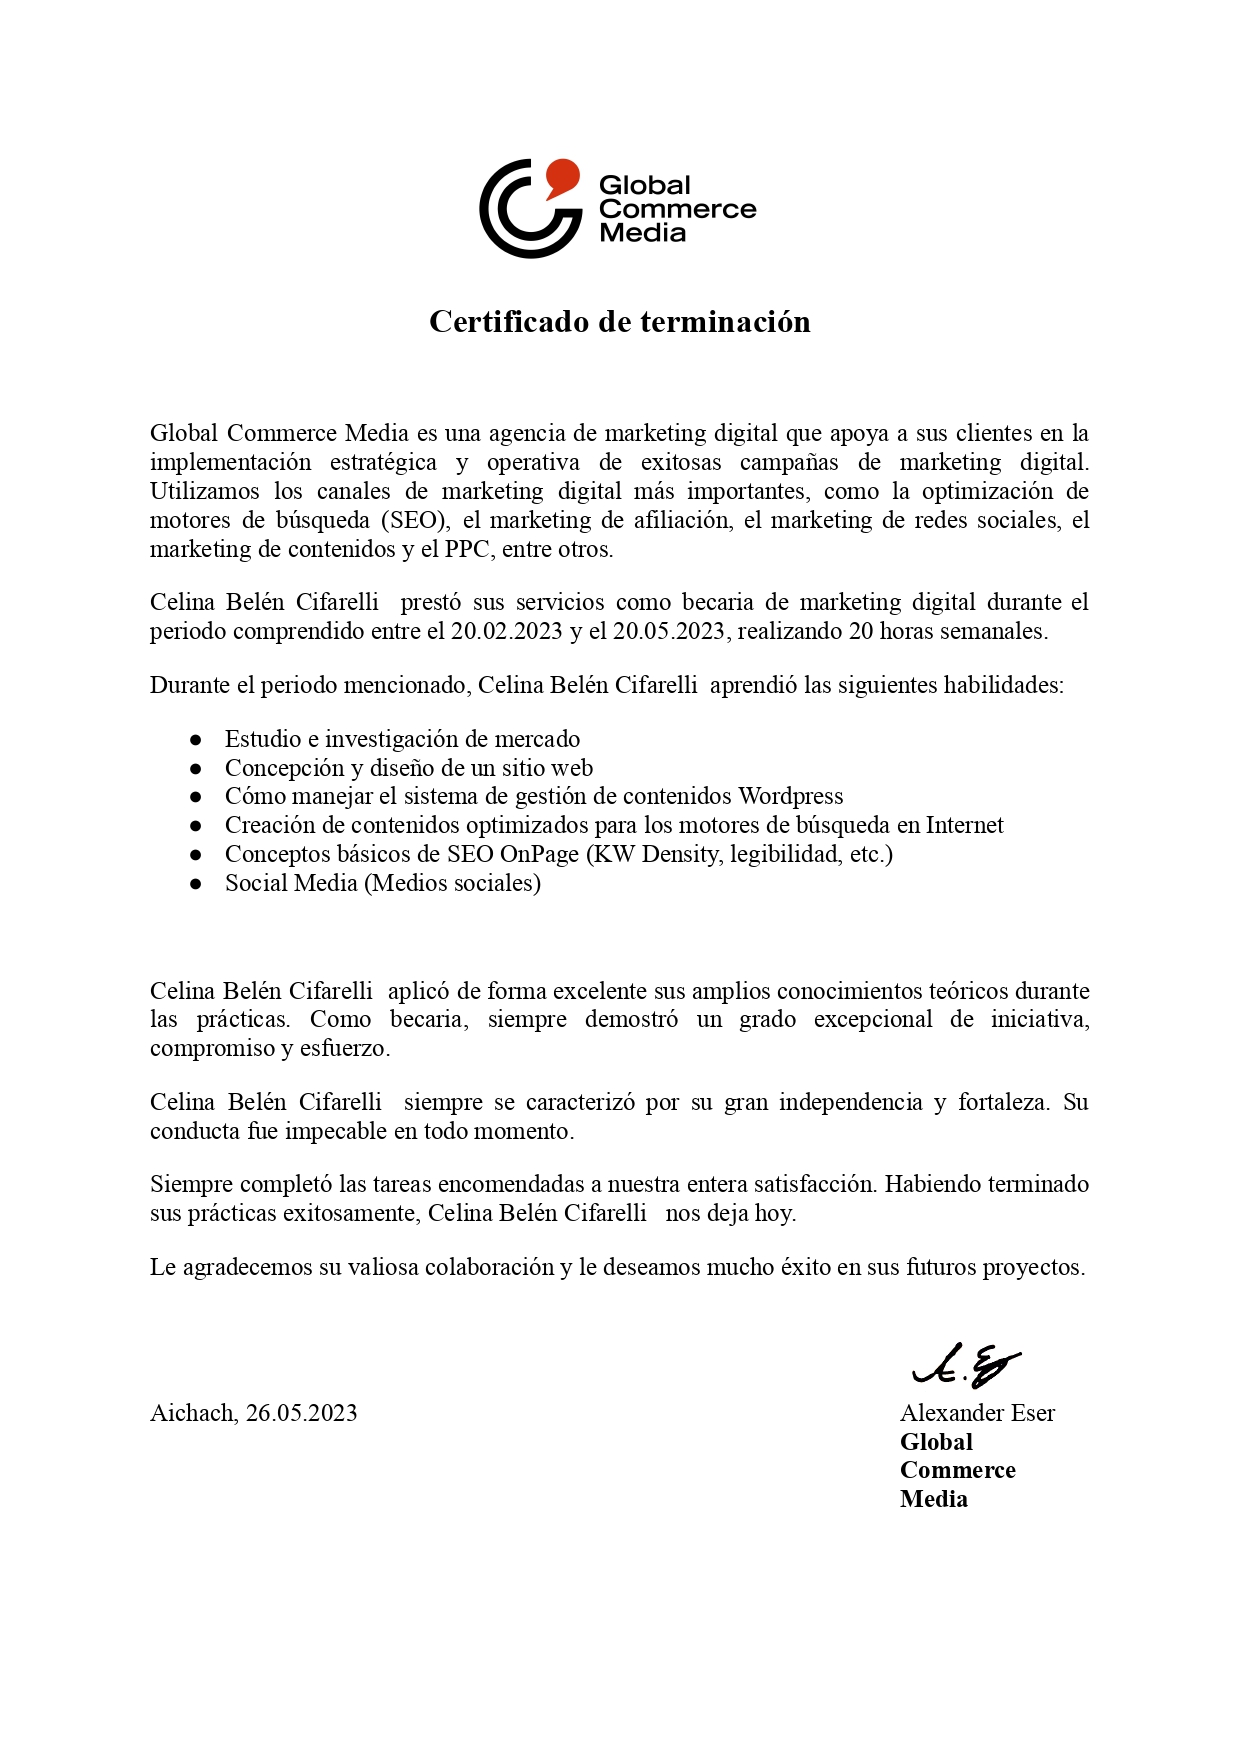 Global
Commerce
Media
Certificado de terminación
Global Commerce Media es una agencia de marketing digital que apoya a sus clientes en la
implementación estratégica y operativa de exitosas campañas de marketing digital.
Utilizamos los canales de marketing digital más importantes, como la optimización de
motores de búsqueda (SEO), el marketing de afiliación, el marketing de redes sociales, el
marketing de contenidos y el PPC, entre otros.
Celina Belén Cifarelli prestó sus servicios como becaria de marketing digital durante el
periodo comprendido entre el 20.02.2023 y el 20.05.2023, realizando 20 horas semanales.
Durante el periodo mencionado, Celina Belén Cifarelli aprendió las siguientes habilidades:
● Estudio e investigación de mercado
● Concepción y diseño de un sitio web
● Cómo manejar el sistema de gestión de contenidos Wordpress
● Creación de contenidos optimizados para los motores de búsqueda en Internet
● Conceptos básicos de SEO OnPage (KW Density, legibilidad, etc.)
● Social Media (Medios sociales)
Celina Belén Cifarelli aplicó de forma excelente sus amplios conocimientos teóricos durante
las prácticas. Como becaria, siempre demostró un grado excepcional de iniciativa,
compromiso y esfuerzo.
Celina Belén Cifarelli siempre se caracterizó por su gran independencia y fortaleza. Su
conducta fue impecable en todo momento.
Siempre completó las tareas encomendadas a nuestra entera satisfacción. Habiendo terminado
sus prácticas exitosamente, Celina Belén Cifarelli nos deja hoy.
Le agradecemos su valiosa colaboración y le deseamos mucho éxito en sus futuros proyectos.
Aichach, 26.05.2023
Alexander Eser
Global
Commerce
Media